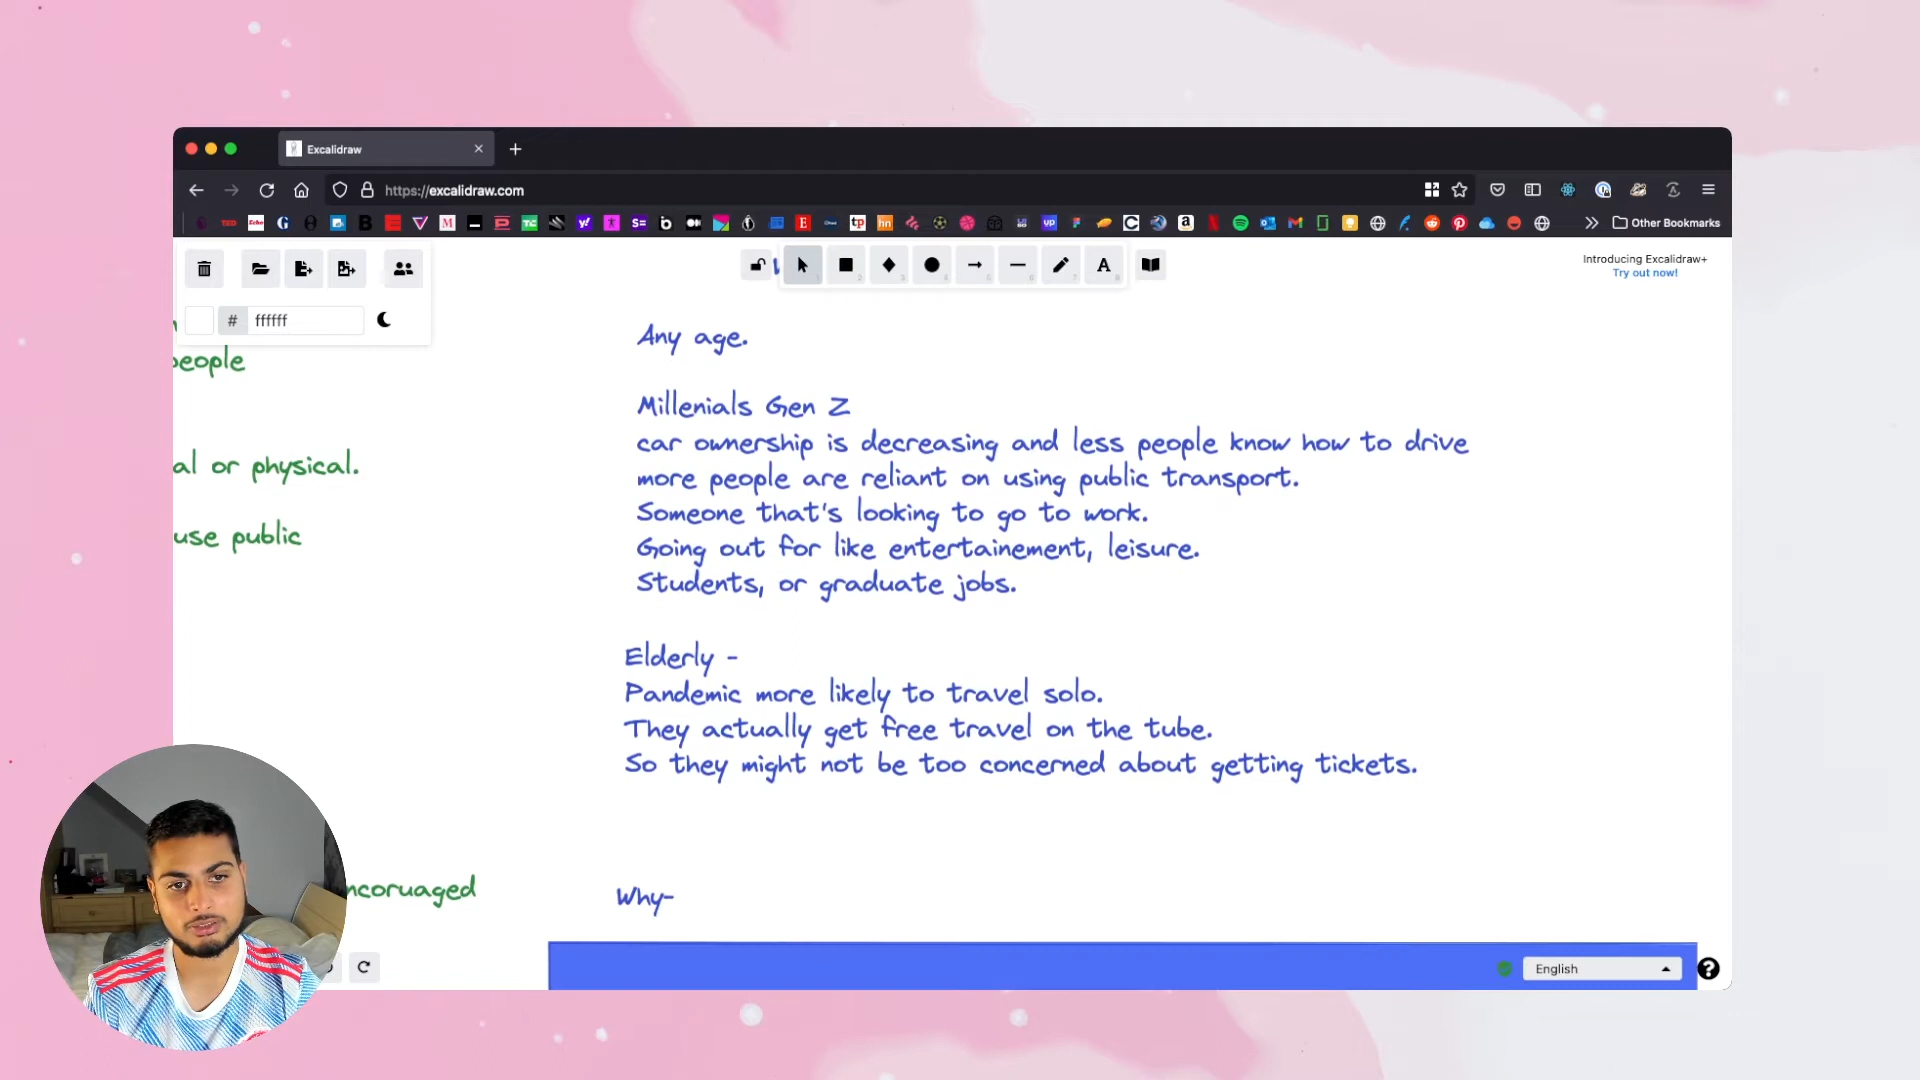 Excalidraw
https://excalidraw.com
Other Bookmarks
Introducing Excalidraw+
Try out now!
# ffffff
people
al or physical.
use public
ncoruaged
Any age.
Millenials Gen Z
car ownership is decreasing and less people know how to drive
more people are reliant on using public transport.
Someone that's looking to go to work.
Going out for like entertainement, leisure.
Students, or graduate jobs.
Elderly -
Pandemic more likely to travel solo.
They actually get free travel on the tube.
So they might not be too concerned about getting tickets.
Why-
English